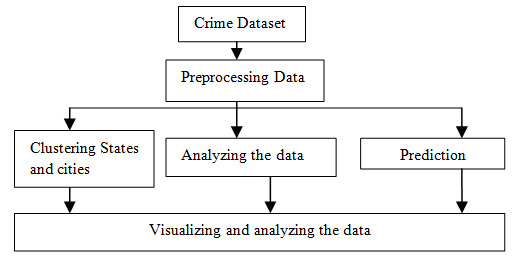 Crime Dataset
Preprocessing Data
Clustering States
and cities
Analyzing the data
Prediction
Visualizing and analyzing the data